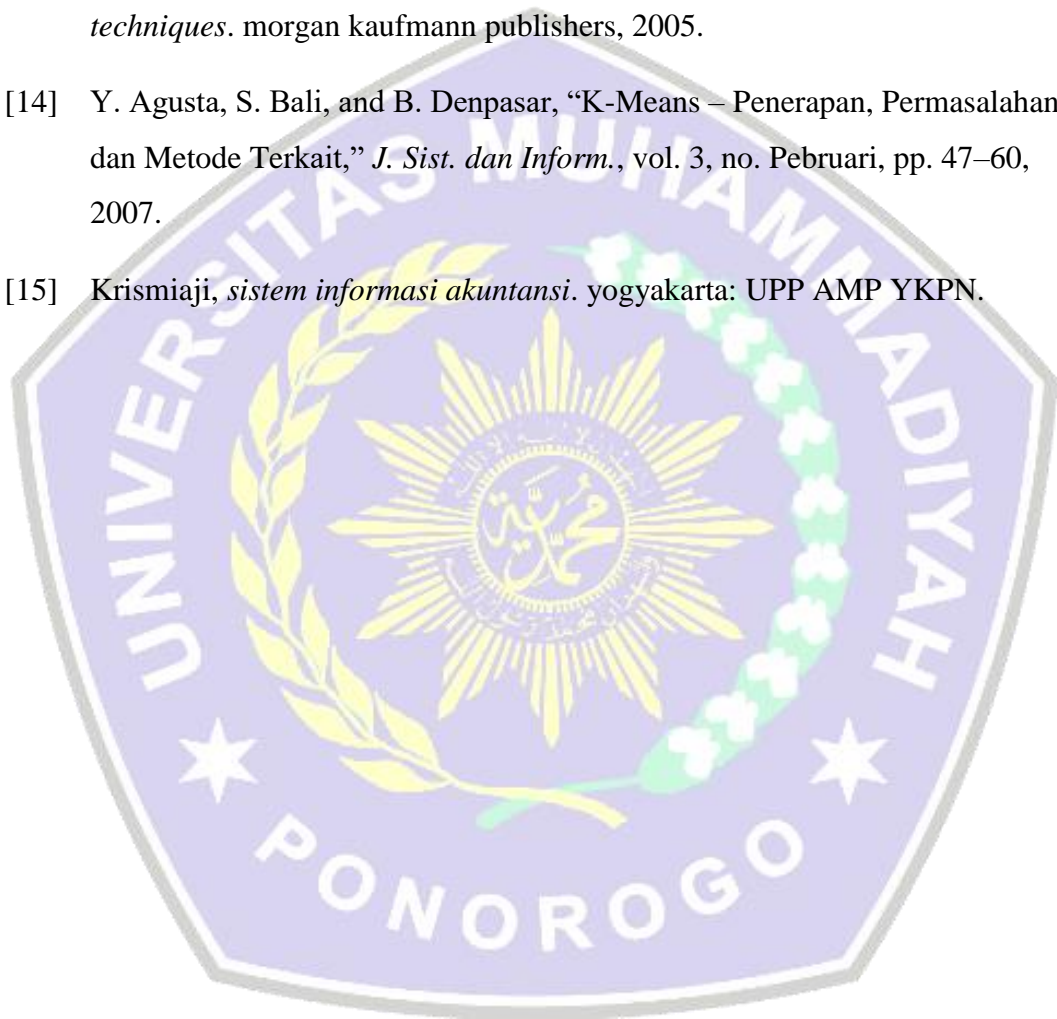 techniques. morgan kaufmann publishers, 2005.
[14] Y. Agusta, S. Bali, and B. Denpasar, “K-Means – Penerapan, Permasalahan
dan Metode Terkait,” J. Sist. dan Inform., vol. 3, no. Pebruari, pp. 47–60,
2007.
[15] Krismiaji, sistem informasi akuntansi. yogyakarta: UPP AMP YKPN.
UNIVERSITAS MUHAMMADIYAH
محمدية
PONOROGO